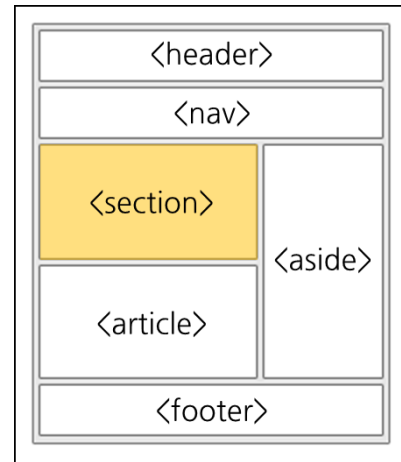 <header>
<nav>
<section>
<aside>
<article>
<footer>